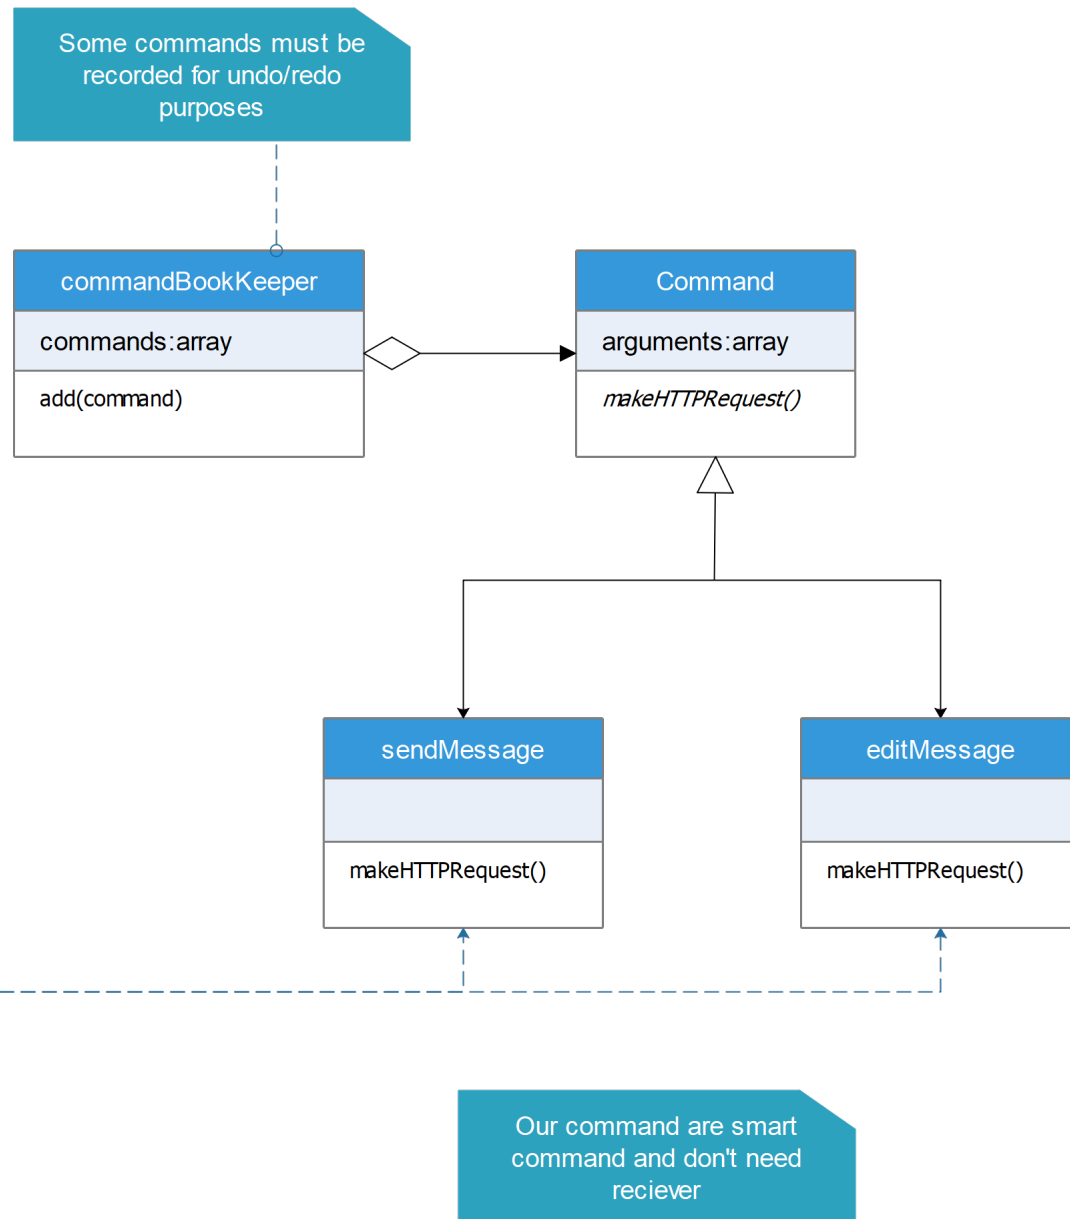 Some commands must be
recorded for undo/redo
purposes
commandBookKeeper
commands:array
add(command)
Command
arguments:array
makeHTTPRequest()
sendMessage
makeHTTPRequest()
editMessage
makeHTTPRequest()
Our command are smart
command and don't need
reciever